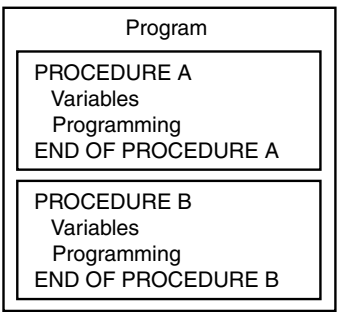 Program
PROCEDURE A
Variables
Programming
END OF PROCEDURE A
PROCEDURE B
Variables
Programming
END OF PROCEDURE B